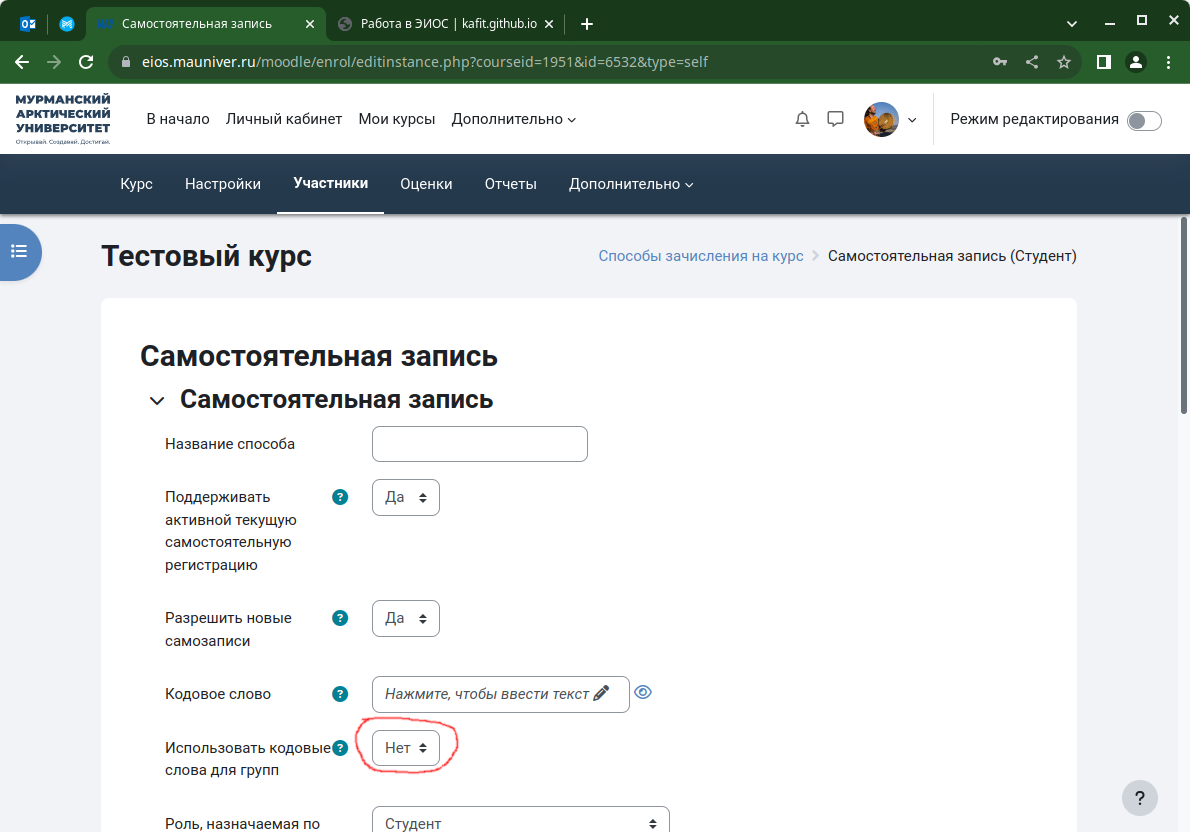 Самостоятельная запись
Работа в ЭИОС | kafit.github.io
eios.mauniver.ru/moodle/enrol/editinstance.php?courseid=1951&id=6532&type=self
МУРМАНСКИЙ
АРКТИЧЕСКИЙ
УНИВЕРСИТЕТ
Открывай. Создавай. Достигай.
В начало Личный кабинет Мои курсы Дополнительно
Режим редактирования
Курс Настройки Участники Оценки Отчеты Дополнительно
Тестовый курс
Способы зачисления на курс Самостоятельная запись (Студент)
Самостоятельная запись
Самостоятельная запись
Название способа
Поддерживать ? Да
активной текущую
самостоятельную
регистрацию
Разрешить новые ? Да
самозаписи
Кодовое слово ? Нажмите, чтобы ввести текст
Использовать кодовые ? Нет
слова для групп
?
Роль, назначаемая по Студент